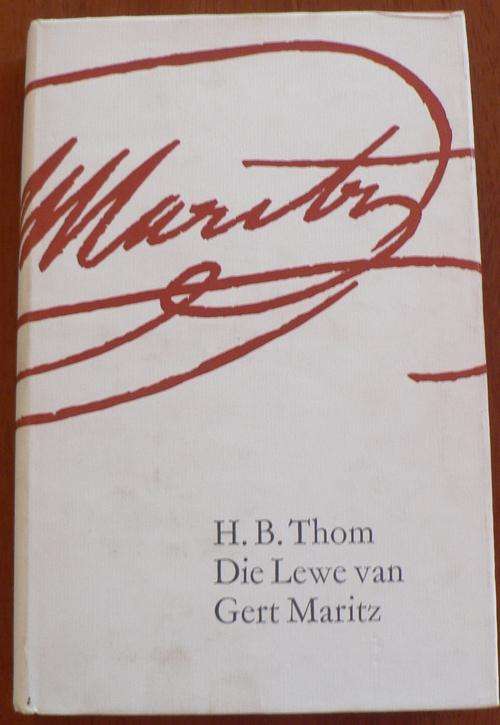 Maritz
H. B. Thom
Die Lewe van
Gert Maritz